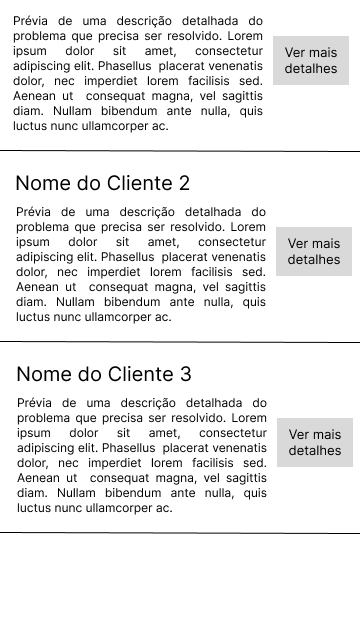 Prévia de uma descrição detalhada do
problema que precisa ser resolvido. Lorem
ipsum dolor sit amet, consectetur
adipiscing elit. Phasellus placerat venenatis
dolor, nec imperdiet lorem facilisis sed.
Aenean ut consequat magna, vel sagittis
diam. Nullam bibendum ante nulla, quis
luctus nunc ullamcorper ac.
Ver mais
detalhes
Nome do Cliente 2
Prévia de uma descrição detalhada do
problema que precisa ser resolvido. Lorem
ipsum dolor sit amet, consectetur
adipiscing elit. Phasellus placerat venenatis
dolor, nec imperdiet lorem facilisis sed.
Aenean ut consequat magna, vel sagittis
diam. Nullam bibendum ante nulla, quis
luctus nunc ullamcorper ac.
Ver mais
detalhes
Nome do Cliente 3
Prévia de uma descrição detalhada do
problema que precisa ser resolvido. Lorem
ipsum dolor sit amet, consectetur
adipiscing elit. Phasellus placerat venenatis
dolor, nec imperdiet lorem facilisis sed.
Aenean ut consequat magna, vel sagittis
diam. Nullam bibendum ante nulla, quis
luctus nunc ullamcorper ac.
Ver mais
detalhes